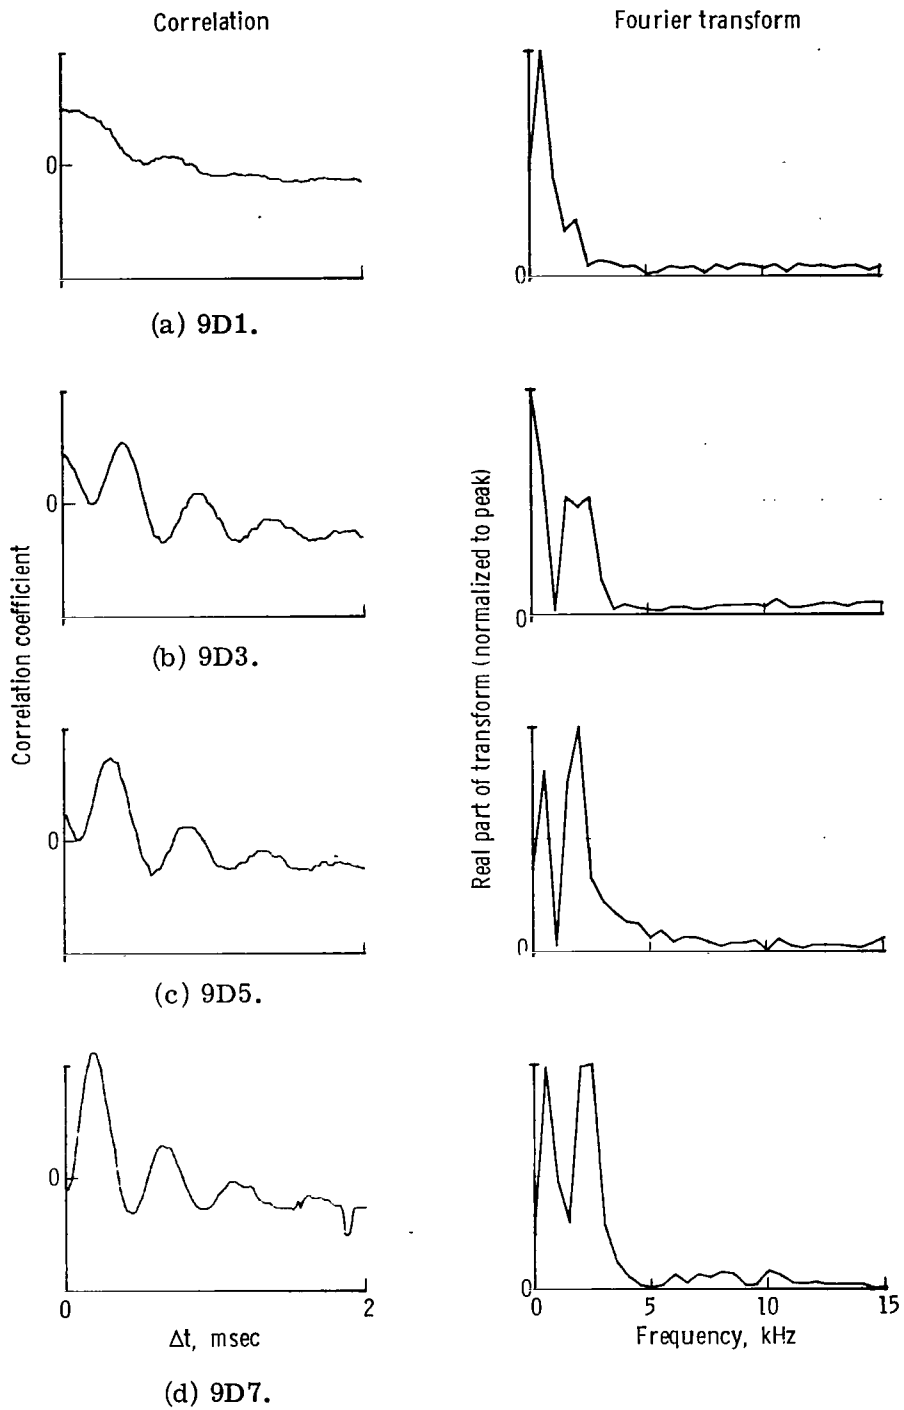 Correlation
Fourier transform
0
0
(a) 9D1.
Correlation coefficient
Real part of transform (normalized to peak)
0
0
(b) 9D3.
0
0
(c) 9D5.
0
0
0
2
0
5
10
15
Δt, msec
Frequency, kHz
(d) 9D7.